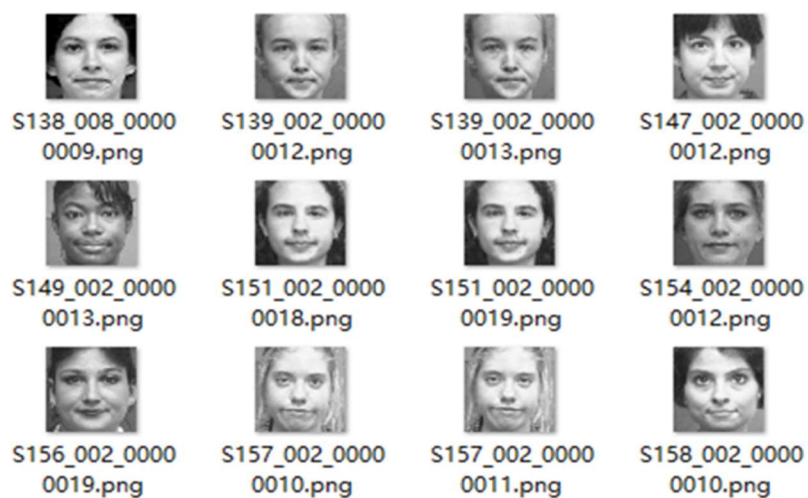 S138_008_0000
0009.png
S139_002_0000
0012.png
S139_002_0000
0013.png
S147_002_0000
0012.png
S149_002_0000
0013.png
S151_002_0000
0018.png
S151_002_0000
0019.png
S154_002_0000
0012.png
S156_002_0000
0019.png
S157_002_0000
0010.png
S157_002_0000
0011.png
S158_002_0000
0010.png